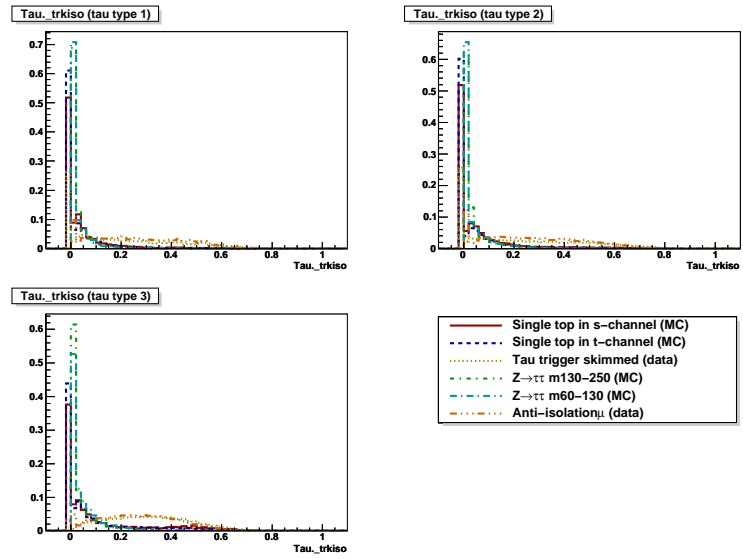 Tau._trkiso (tau type 1)
0.7
0.6
0.5
0.4
0.3
0.2
0.1
0
0 0.2 0.4 0.6 0.8 1
Tau._trkiso
Tau._trkiso (tau type 2)
0.6
0.5
0.4
0.3
0.2
0.1
0
0 0.2 0.4 0.6 0.8 1
Tau._trkiso
Tau._trkiso (tau type 3)
0.6
0.5
0.4
0.3
0.2
0.1
0
0 0.2 0.4 0.6 0.8 1
Tau._trkiso
Single top in s−channel (MC)
Single top in t−channel (MC)
Tau trigger skimmed (data)
Z→ττ m130−250 (MC)
Z→ττ m60−130 (MC)
Anti−isolationμ (data)